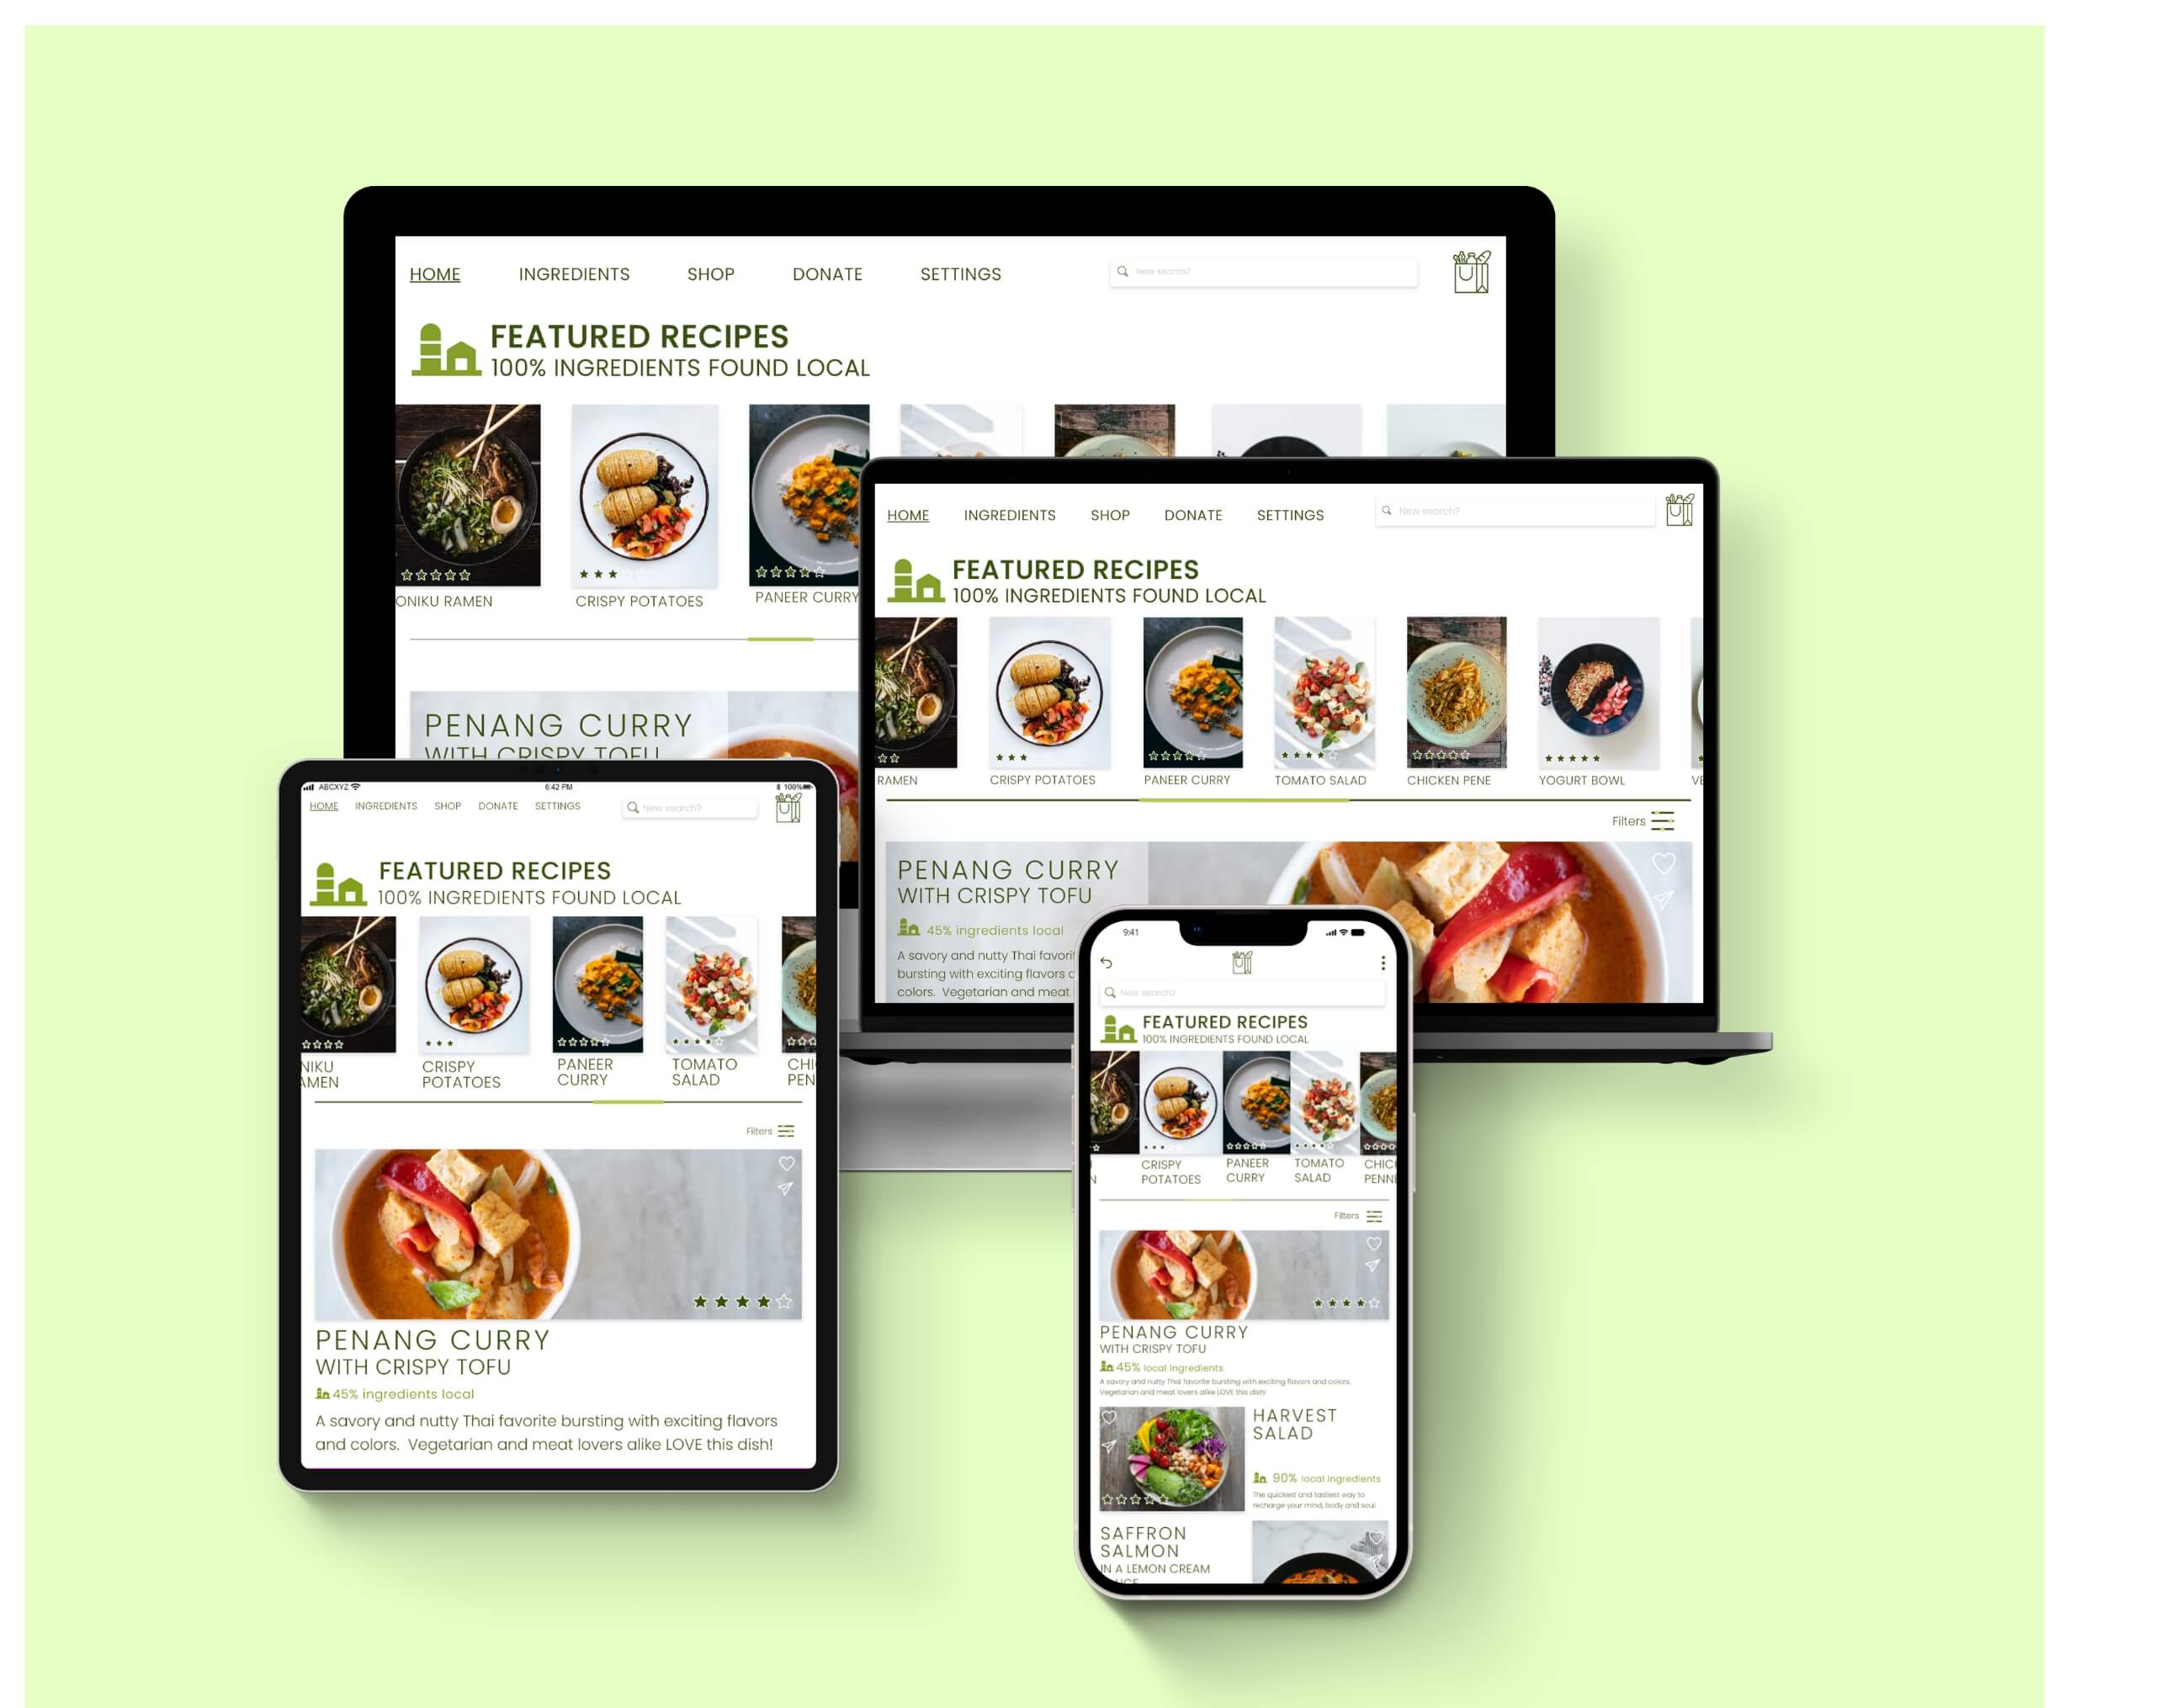 HOME INGREDIENTS SHOP DONATE SETTINGS New search?
FEATURED RECIPES
100% INGREDIENTS FOUND LOCAL
ONIKU RAMEN CRISPY POTATOES PANEER CURRY
PENANG CURRY
WITH CRISPY TOFU
HOME INGREDIENTS SHOP DONATE SETTINGS New search?
FEATURED RECIPES
100% INGREDIENTS FOUND LOCAL
RAMEN CRISPY POTATOES PANEER CURRY TOMATO SALAD CHICKEN PENE YOGURT BOWL VE
Filters
PENANG CURRY
WITH CRISPY TOFU
45% ingredients local
A savory and nutty Thai favorit
bursting with exciting flavors
colors. Vegetarian and meat
ABCXYZ 6:42 PM 100%
HOME INGREDIENTS SHOP DONATE SETTINGS New search?
FEATURED RECIPES
100% INGREDIENTS FOUND LOCAL
NIKU CRISPY PANEER TOMATO CHI
AMEN POTATOES CURRY SALAD PEN
Filters
PENANG CURRY
WITH CRISPY TOFU
45% ingredients local
A savory and nutty Thai favorite bursting with exciting flavors
and colors. Vegetarian and meat lovers alike LOVE this dish!
9:41
New search?
FEATURED RECIPES
100% INGREDIENTS FOUND LOCAL
CRISPY PANEER TOMATO CHIC
N POTATOES CURRY SALAD PENN
Filters
PENANG CURRY
WITH CRISPY TOFU
45% local ingredients
A savory and nutty Thai favorite bursting with exciting flavors and colors.
Vegetarian and meat lovers alike LOVE this dish!
HARVEST
SALAD
90% local ingredients
The quickest and tastiest way to
recharge your mind, body and soul.
SAFFRON
SALMON
IN A LEMON CREAM